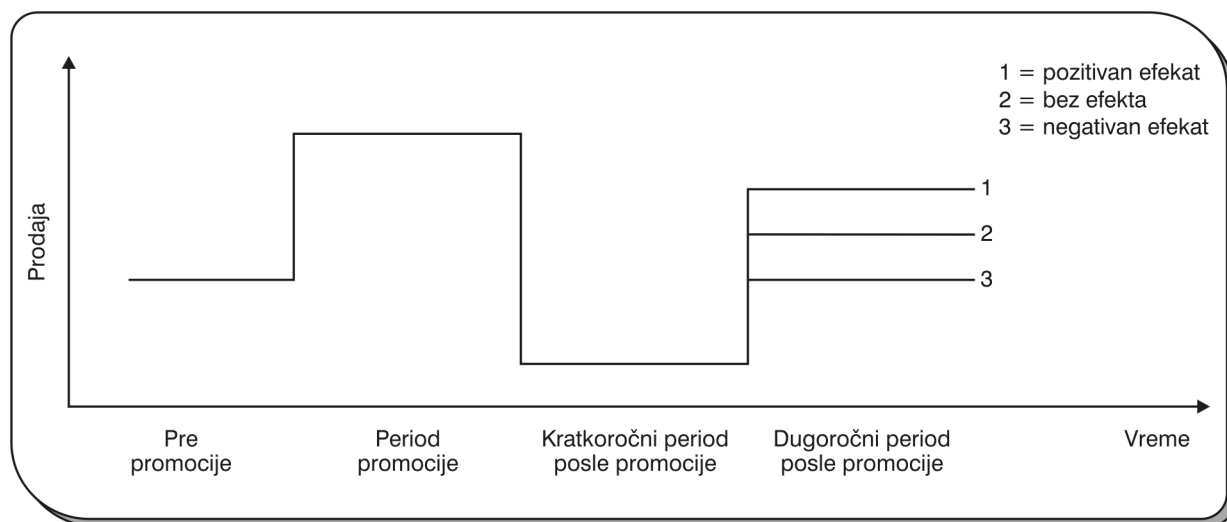 1 = pozitivan efekat
2 = bez efekta
3 = negativan efekat
Prodaja
1
2
3
Pre
promocije
Period
promocije
Kratkoročni period
posle promocije
Dugoročni period
posle promocije
Vreme